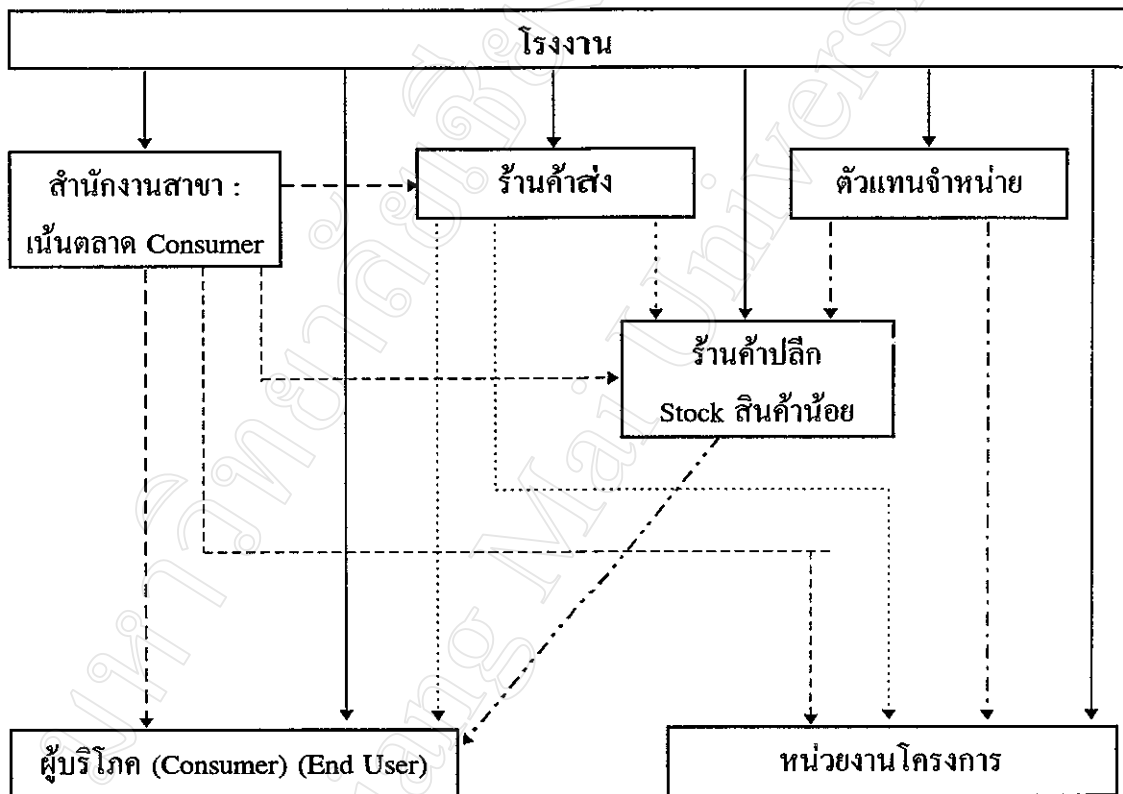 โรงงาน
สำนักงานสาขา :
เน้นตลาด Consumer
ร้านค้าส่ง
ตัวแทนจำหน่าย
ร้านค้าปลีก
Stock สินค้าน้อย
ผู้บริโภค (Consumer) (End User)
หน่วยงานโครงการ